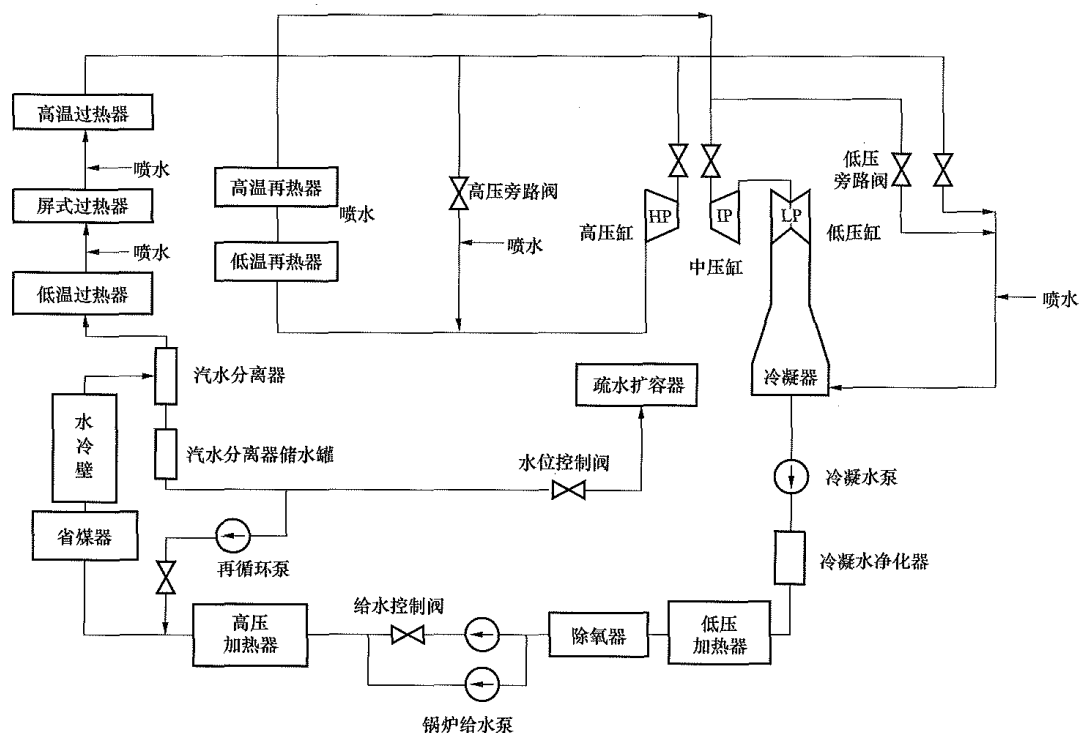 高温过热器
喷水
屏式过热器
喷水
低温过热器
汽水分离器
水
冷
壁
汽水分离器储水罐
省煤器
再循环泵
高温再热器
喷水
低温再热器
高压旁路阀
喷水
HP
高压缸
IP
中压缸
LP
低压缸
低压
旁路阀
喷水
疏水扩容器
冷凝器
水位控制阀
冷凝水泵
冷凝水净化器
高压
加热器
给水控制阀
除氧器
低压
加热器
锅炉给水泵